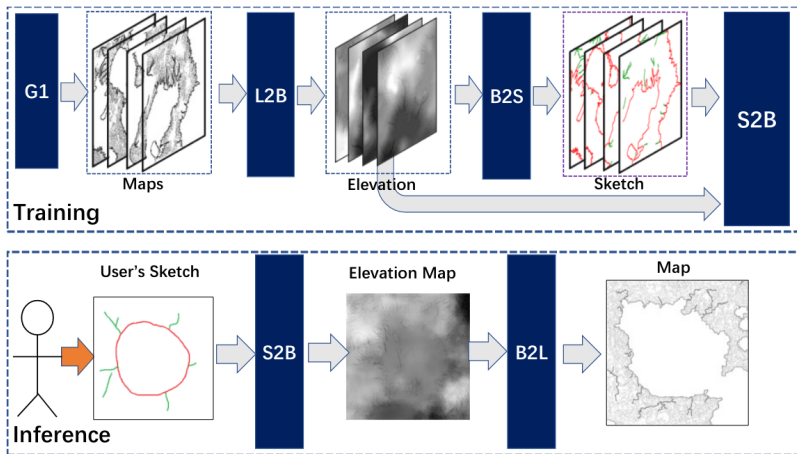 G1
L2B
B2S
S2B
Maps
Elevation
Sketch
Training
User's Sketch
Elevation Map
Map
S2B
B2L
Inference